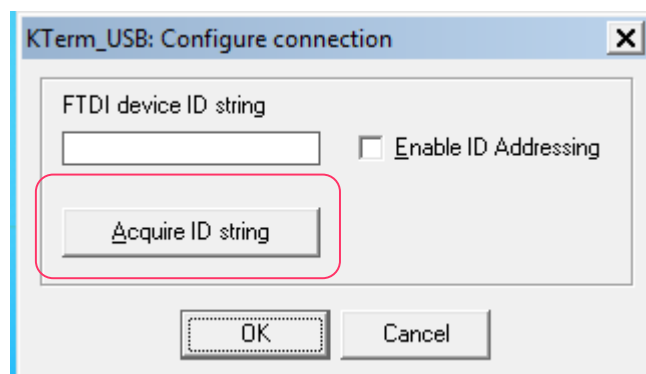 KTerm_USB: Configure connection
FTDI device ID string
Enable ID Addressing
Acquire ID string
OK
Cancel